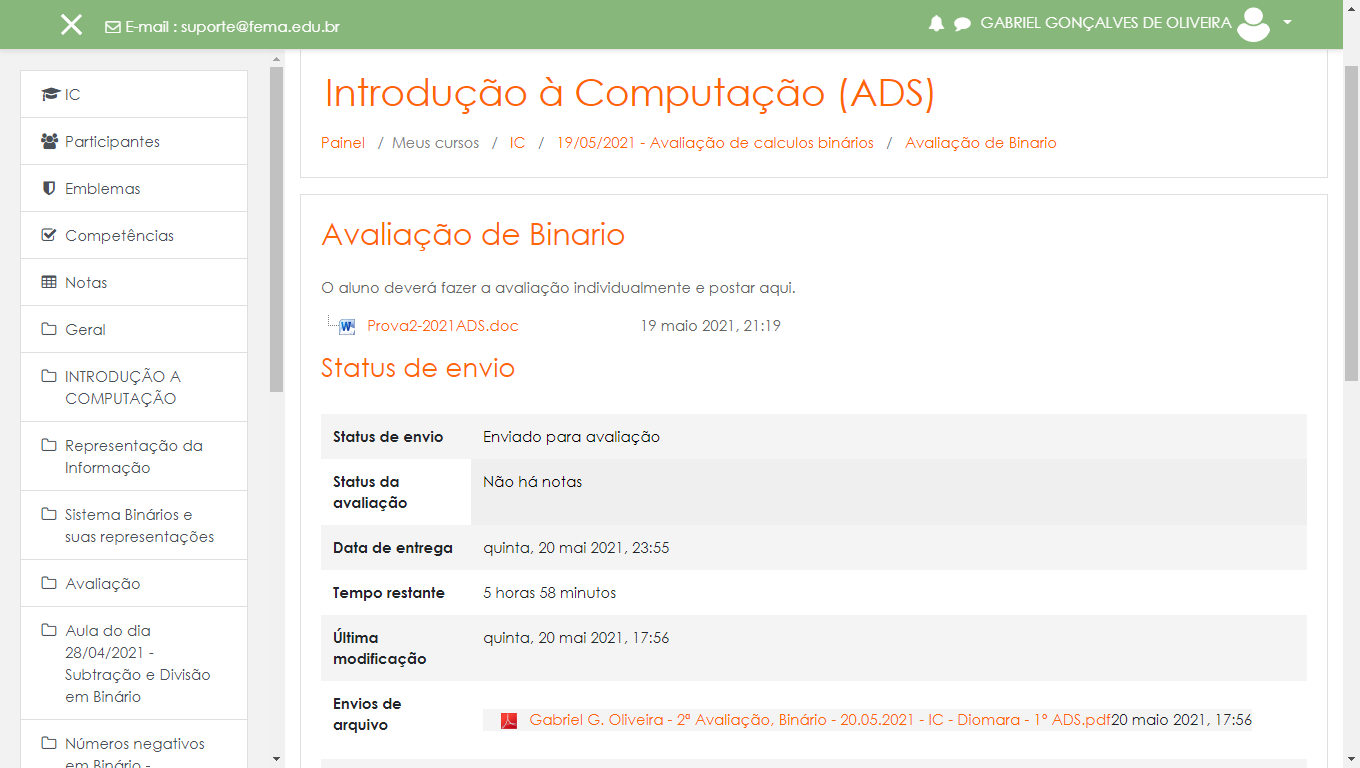 E-mail : suporte@fema.edu.br
GABRIEL GONÇALVES DE OLIVEIRA
IC
Participantes
Emblemas
Competências
Notas
Geral
INTRODUÇÃO A
COMPUTAÇÃO
Representação da
Informação
Sistema Binários e
suas representações
Avaliação
Aula do dia
28/04/2021 -
Subtração e Divisão
em Binário
Números negativos
em Binário -
Introdução à Computação (ADS)
Painel / Meus cursos / IC / 19/05/2021 - Avaliação de calculos binários / Avaliação de Binario
Avaliação de Binario
O aluno deverá fazer a avaliação individualmente e postar aqui.
Prova2-2021ADS.doc 19 maio 2021, 21:19
Status de envio
Status de envio Enviado para avaliação
Status da
avaliação
Não há notas
Data de entrega quinta, 20 mai 2021, 23:55
Tempo restante 5 horas 58 minutos
Última
modificação
quinta, 20 mai 2021, 17:56
Envios de
arquivo
Gabriel G. Oliveira - 2ª Avaliação, Binário - 20.05.2021 - IC - Diomara - 1º ADS.pdf20 maio 2021, 17:56